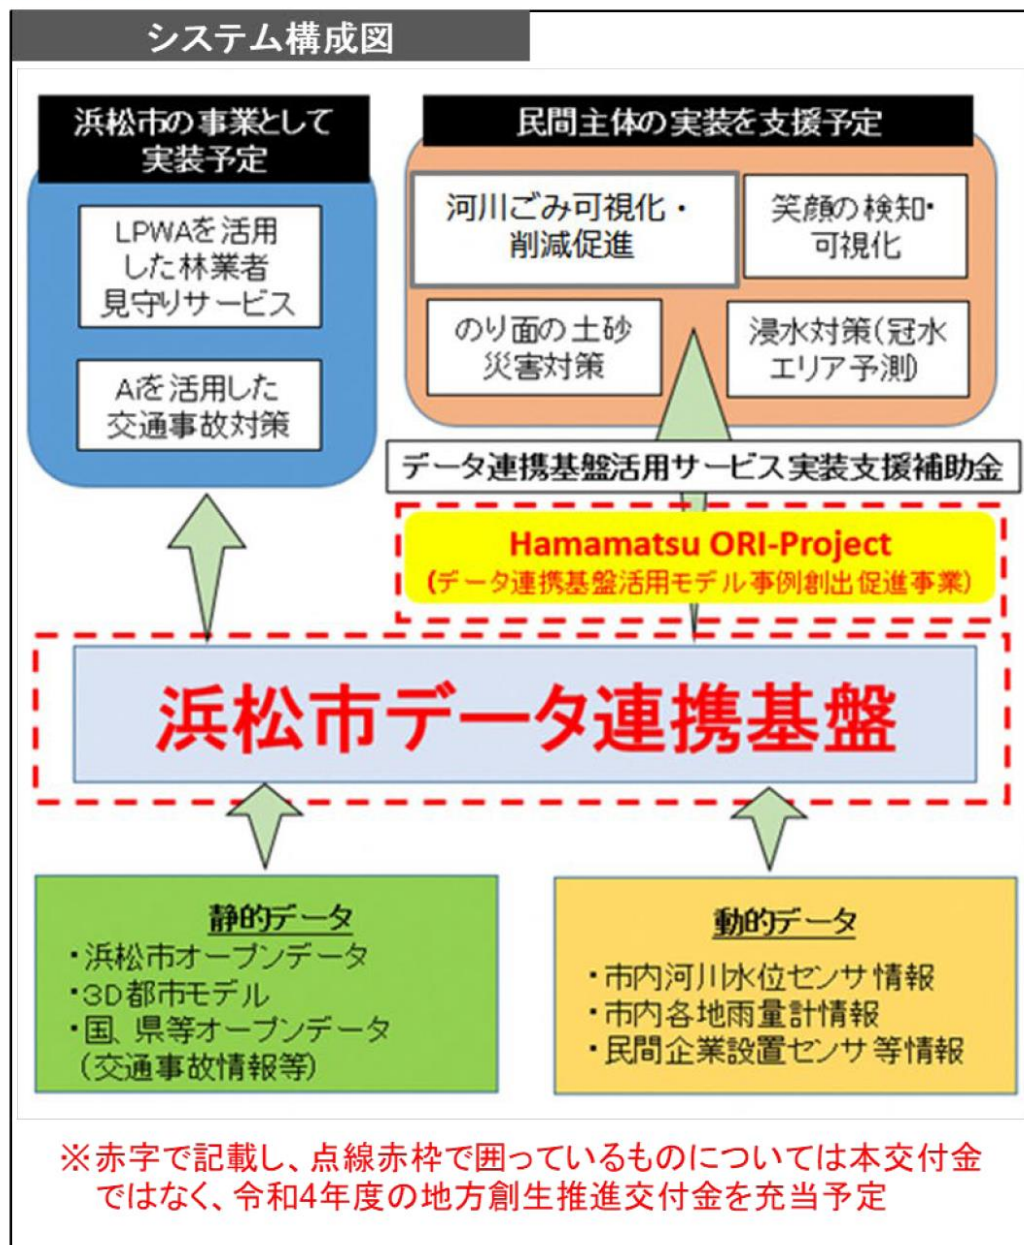 システム構成図
浜松市の事業として
実装予定
LPWAを活用
した林業者
見守りサービス
Aiを活用した
交通事故対策
民間主体の実装を支援予定
河川ごみ可視化・
削減促進
笑顔の検知・
可視化
のり面の土砂
災害対策
浸水対策(冠水
エリア予測)
データ連携基盤活用サービス実装支援補助金
Hamamatsu ORI-Project
(データ連携基盤活用モデル事例創出促進事業)
浜松市データ連携基盤
静的データ
・浜松市オープンデータ
・3D都市モデル
・国、県等オープンデータ
(交通事故情報等)
動的データ
・市内河川水位センサ情報
・市内各地雨量計情報
・民間企業設置センサ等情報
※赤字で記載し、点線赤枠で囲っているものについては本交付金
ではなく、令和4年度の地方創生推進交付金を充当予定